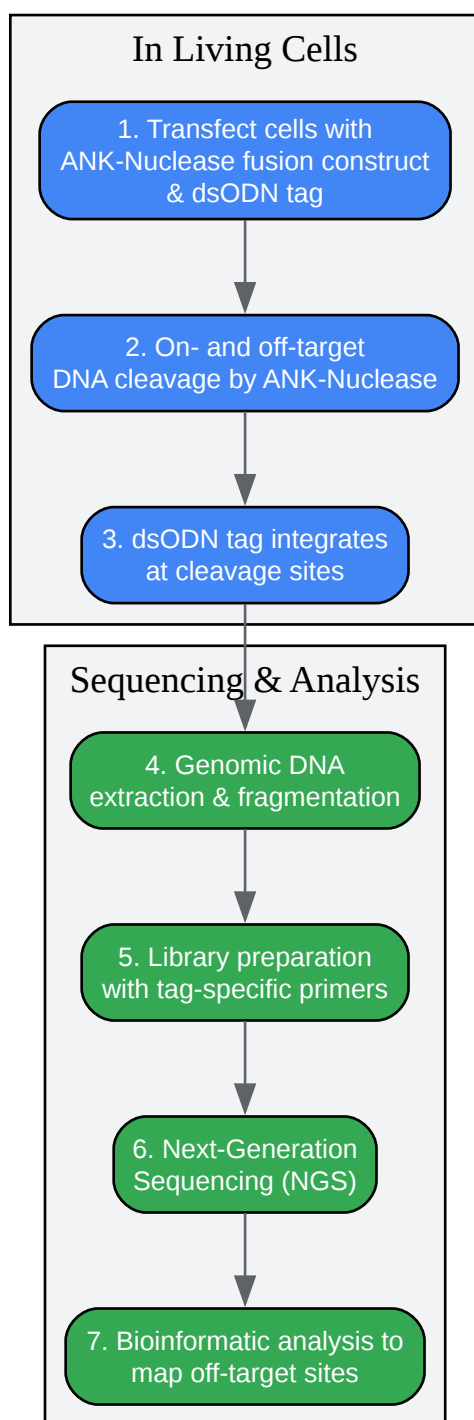 In Living Cells
1. Transfect cells with
ANK-Nuclease fusion construct
& dsODN tag
2. On- and off-target
DNA cleavage by ANK-Nuclease
3. dsODN tag integrates
at cleavage sites
Sequencing & Analysis
4. Genomic DNA
extraction & fragmentation
5. Library preparation
with tag-specific primers
6. Next-Generation
Sequencing (NGS)
7. Bioinformatic analysis to
map off-target sites